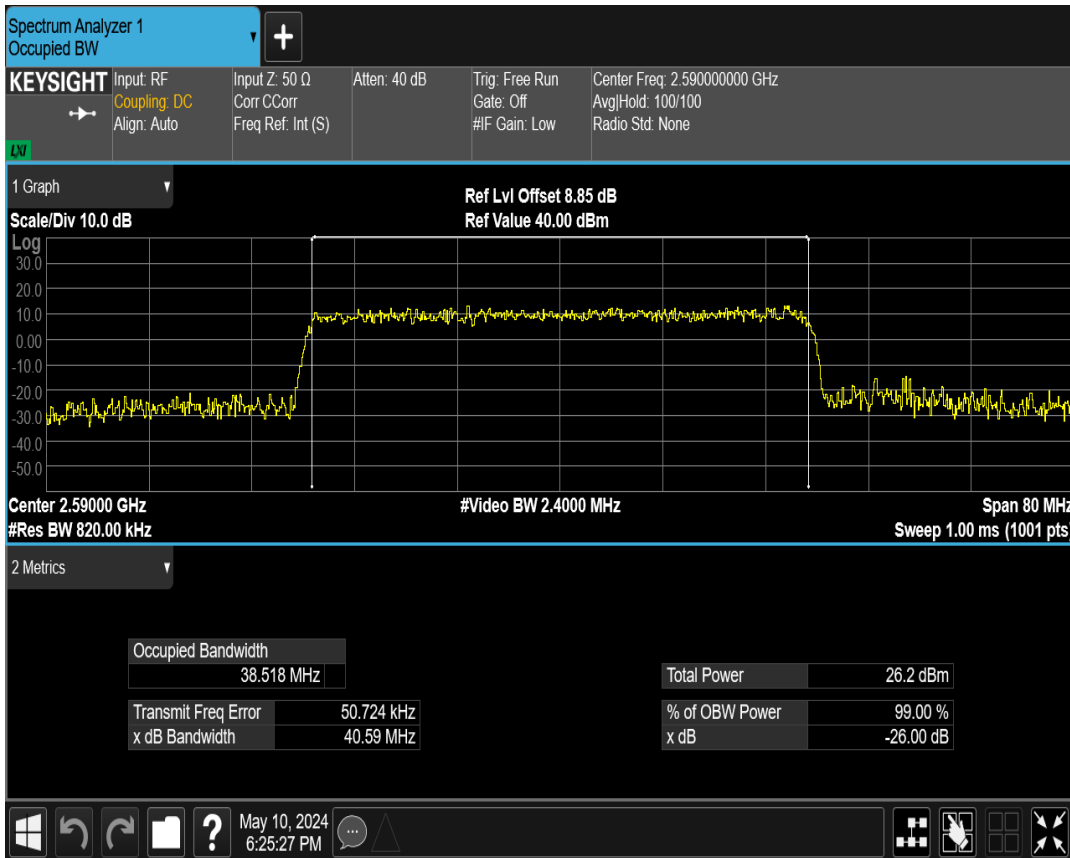 Spectrum Analyzer 1
Occupied BW
+
KEYSIGHT
LXI
Input: RF
Coupling: DC
Align: Auto
Input Z: 50 Ω
Corr CCorr
Freq Ref: Int (S)
Atten: 40 dB
Trig: Free Run
Gate: Off
#IF Gain: Low
Center Freq: 2.590000000 GHz
Avg|Hold: 100/100
Radio Std: None
1 Graph
Scale/Div 10.0 dB
Ref Lvl Offset 8.85 dB
Ref Value 40.00 dBm
Log
30.0
20.0
10.0
0.00
-10.0
-20.0
-30.0
-40.0
-50.0
Center 2.59000 GHz
#Video BW 2.4000 MHz
Span 80 MHz
#Res BW 820.00 kHz
Sweep 1.00 ms (1001 pts)
2 Metrics
Occupied Bandwidth
38.518 MHz
Total Power 26.2 dBm
Transmit Freq Error 50.724 kHz
% of OBW Power 99.00 %
x dB Bandwidth 40.59 MHz
x dB -26.00 dB
?
May 10, 2024
6:25:27 PM